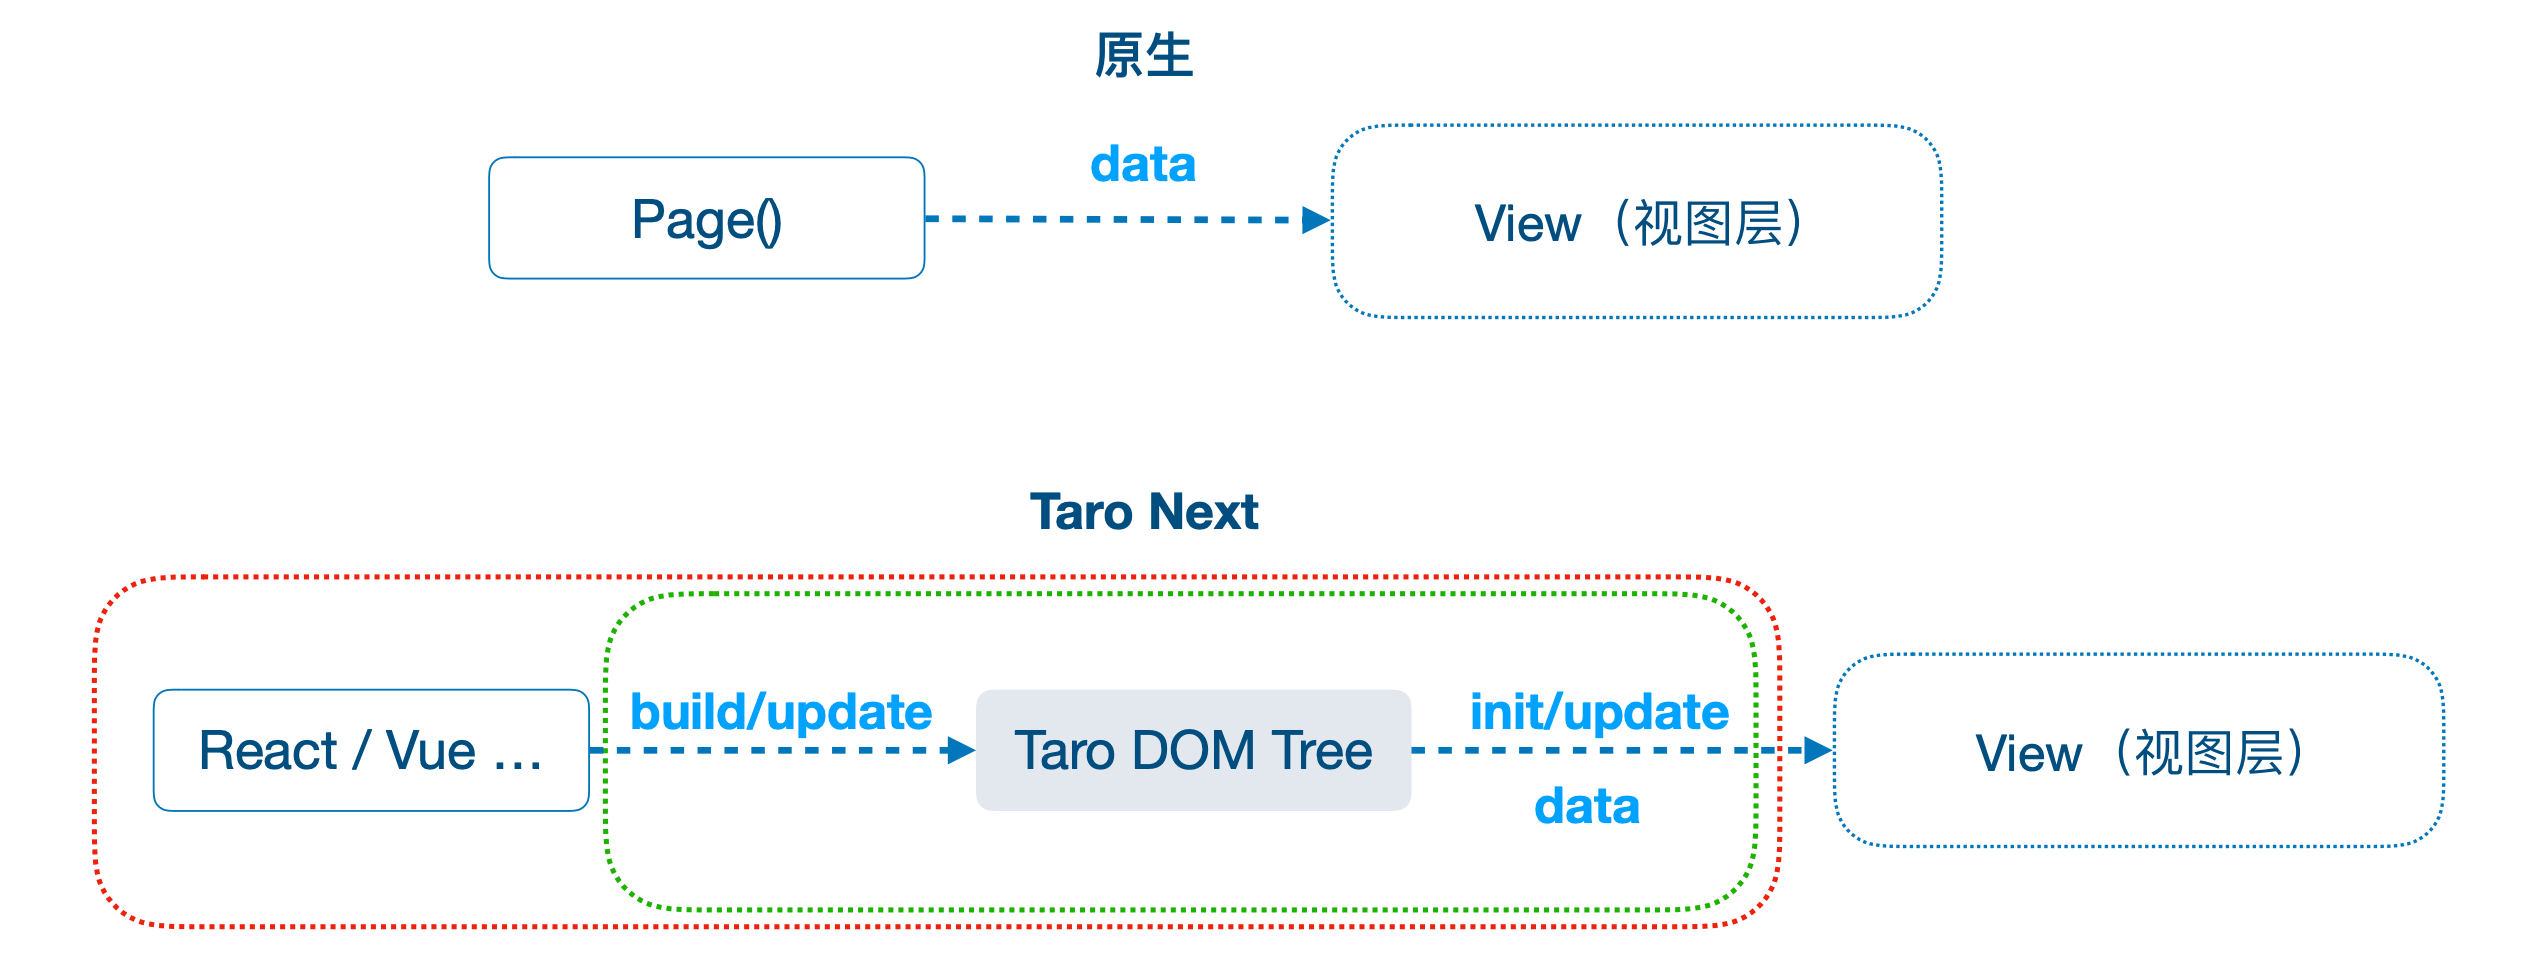 原生
data
Page()
View（视图层）
Taro Next
build/update
init/update
React / Vue ...
Taro DOM Tree
View（视图层）
data